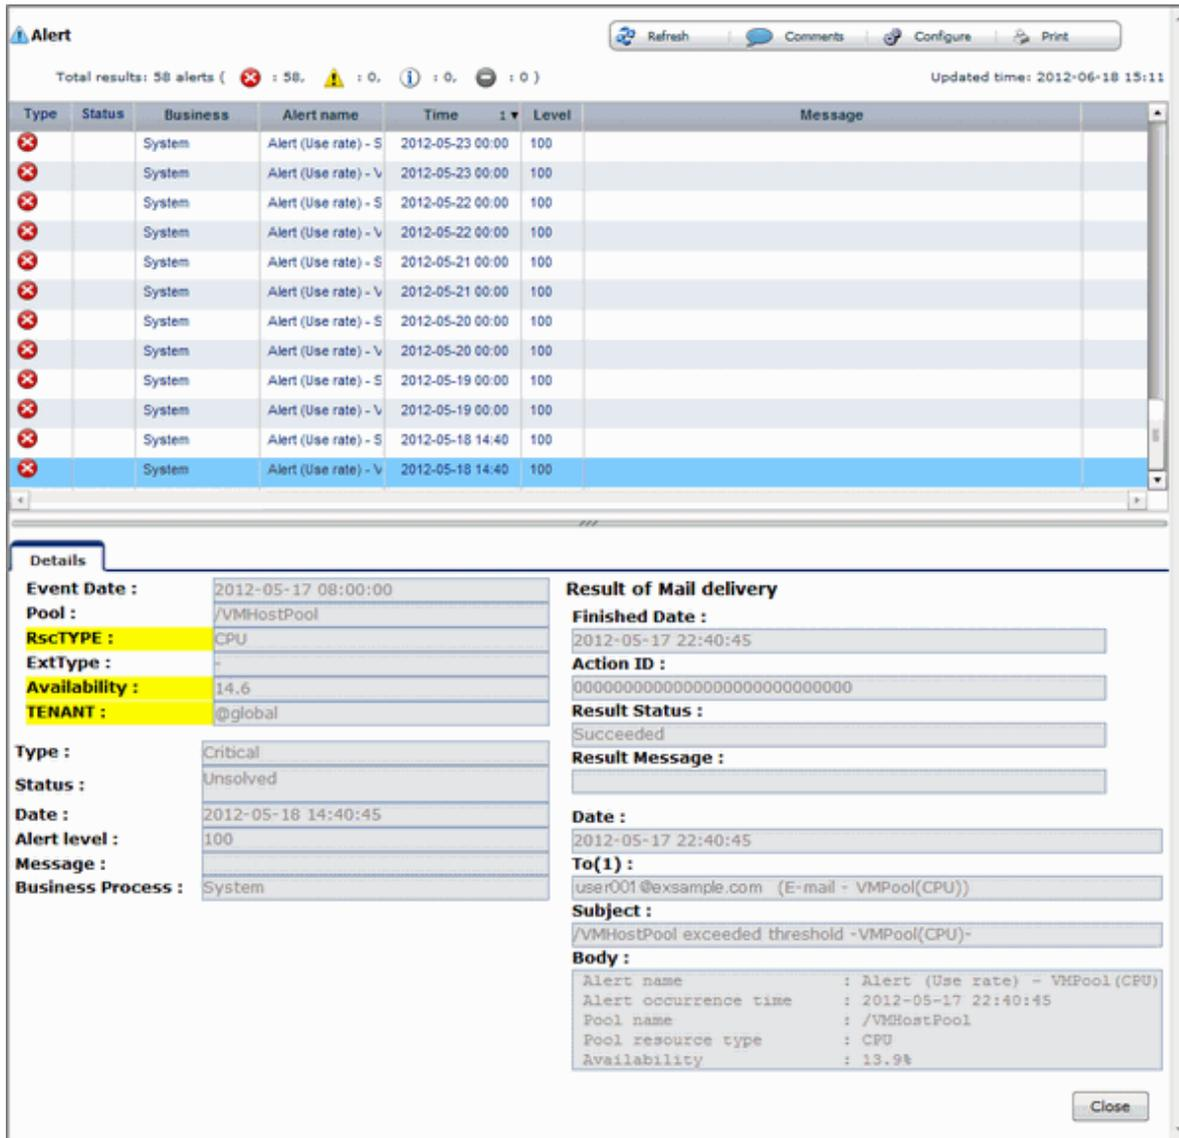 Alert
Refresh Comments Configure Print
Total results: 58 alerts ( : 58, : 0, : 0, : 0 )
Updated time: 2012-06-18 15:11
Type Status Business Alert name Time 1 Level Message
System Alert (Use rate) - S 2012-05-23 00:00 100
System Alert (Use rate) - V 2012-05-23 00:00 100
System Alert (Use rate) - S 2012-05-22 00:00 100
System Alert (Use rate) - V 2012-05-22 00:00 100
System Alert (Use rate) - S 2012-05-21 00:00 100
System Alert (Use rate) - V 2012-05-21 00:00 100
System Alert (Use rate) - S 2012-05-20 00:00 100
System Alert (Use rate) - V 2012-05-20 00:00 100
System Alert (Use rate) - S 2012-05-19 00:00 100
System Alert (Use rate) - V 2012-05-19 00:00 100
System Alert (Use rate) - S 2012-05-18 14:40 100
System Alert (Use rate) - V 2012-05-18 14:40 100
Details
Event Date : 2012-05-17 08:00:00
Pool : /VMHostPool
RscTYPE : CPU
ExtType : -
Availability : 14.6
TENANT : @global
Type : Critical
Status : Unsolved
Date : 2012-05-18 14:40:45
Alert level : 100
Message :
Business Process : System
Result of Mail delivery
Finished Date :
2012-05-17 22:40:45
Action ID :
Result Status :
Succeeded
Result Message :
Date :
2012-05-17 22:40:45
To(1) :
user001@exsample.com (E-mail - VMPool(CPU))
Subject :
/VMHostPool exceeded threshold -VMPool(CPU)-
Body :
Alert name : Alert (Use rate) - VMPool(CPU)
Alert occurrence time : 2012-05-17 22:40:45
Pool name : /VMHostPool
Pool resource type : CPU
Availability : 13.9%
Close